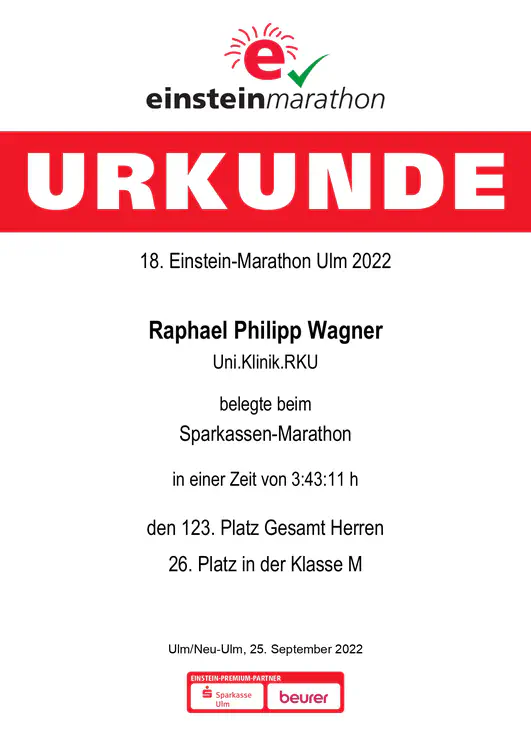 e
einsteinmarathon
URKUNDE
18. Einstein-Marathon Ulm 2022
Raphael Philipp Wagner
Uni.Klinik.RKU
belegte beim
Sparkassen-Marathon
in einer Zeit von 3:43:11 h
den 123. Platz Gesamt Herren
26. Platz in der Klasse M
Ulm/Neu-Ulm, 25. September 2022
EINSTEIN-PREMIUM-PARTNER
Sparkasse
Ulm
beurer